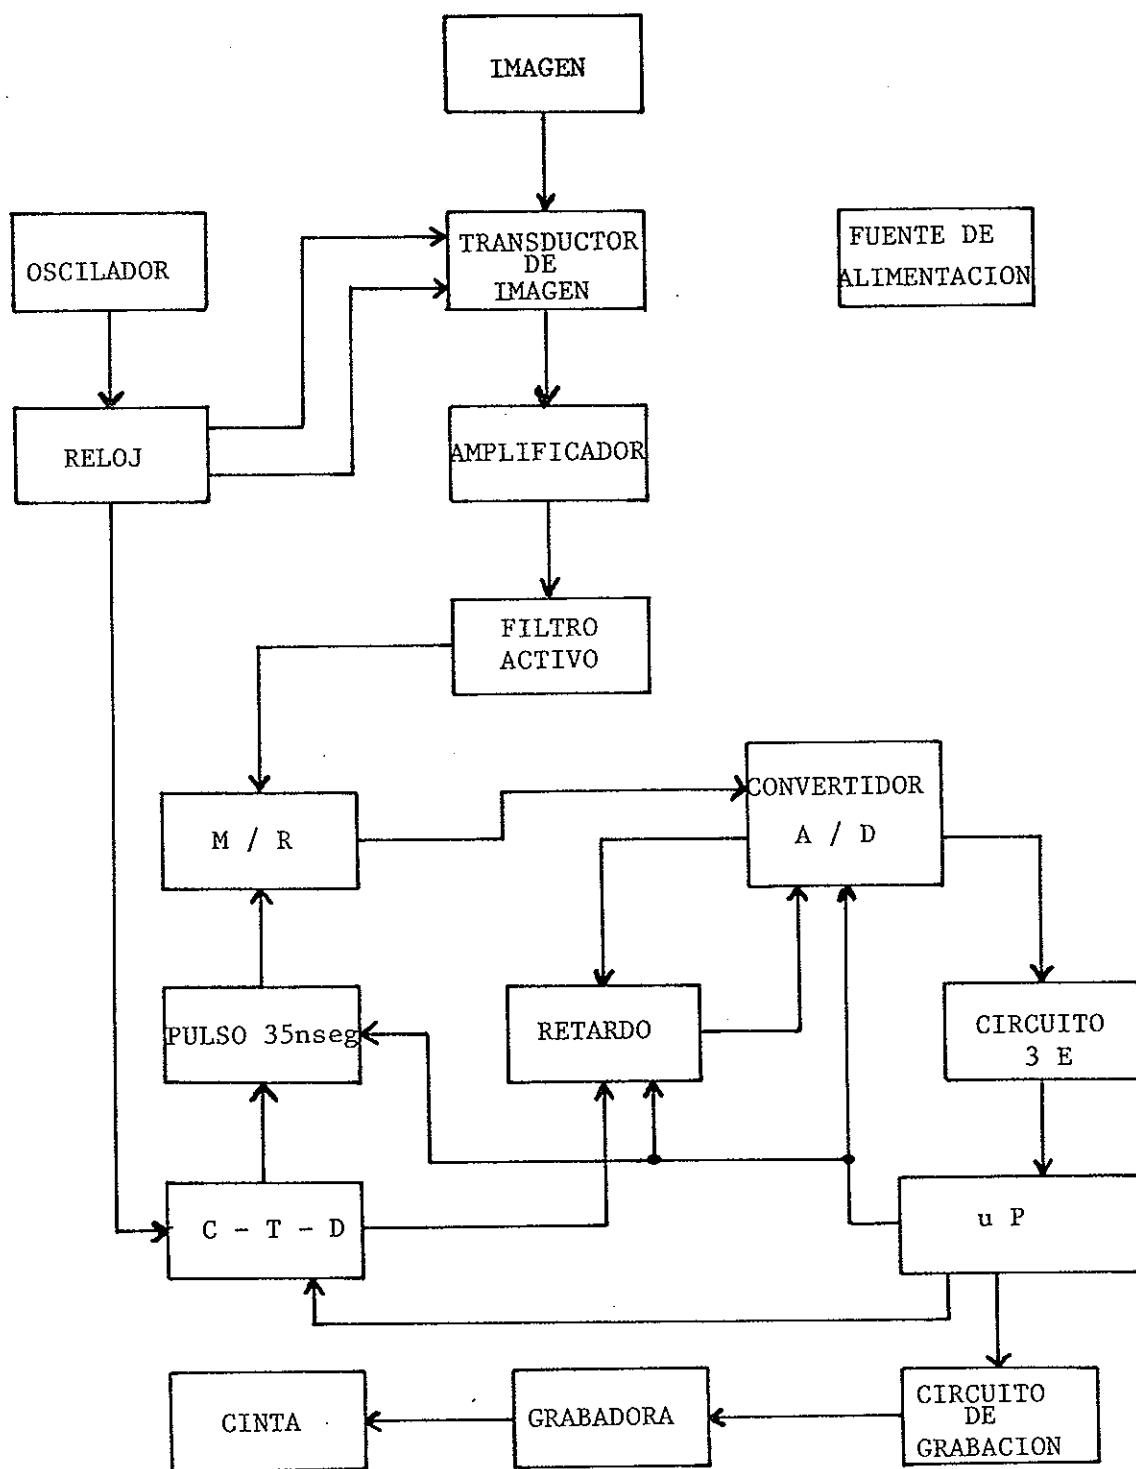 IMAGEN
OSCILADOR
TRANSDUCTOR
DE
IMAGEN
FUENTE DE
ALIMENTACION
RELOJ
AMPLIFICADOR
FILTRO
ACTIVO
M / R
CONVERTIDOR
A / D
PULSO 35nseg
RETARDO
CIRCUITO
3 E
C - T - D
u P
CINTA
GRABADORA
CIRCUITO
DE
GRABACION